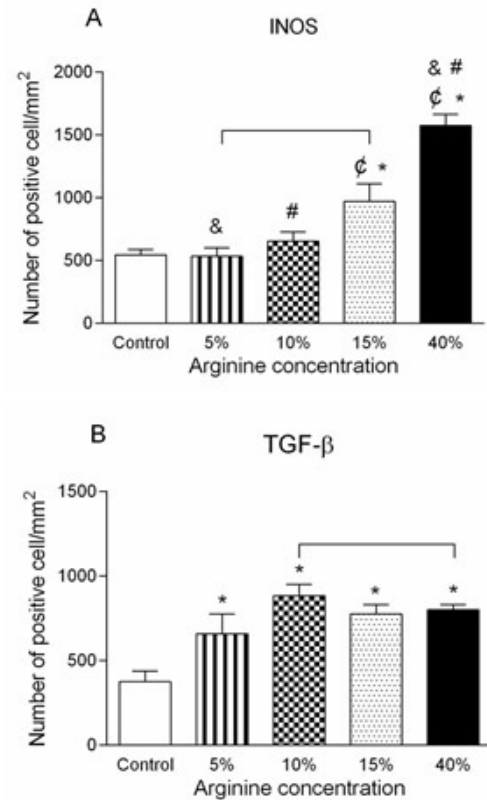 A
INOS
Number of positive cell/mm²
2000
1500
1000
500
0
&
#
₵ *
& #
₵ *
Control
5%
10%
15%
40%
Arginine concentration
B
TGF-β
Number of positive cell/mm²
1500
1000
500
0
*
*
*
*
Control
5%
10%
15%
40%
Arginine concentration